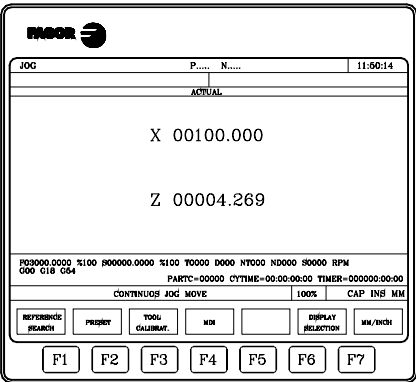 FAGOR
JOG P..... N..... 11:50:14
ACTUAL
X 00100.000
Z 00004.269
F03000.0000 %100 S00000.0000 %100 T0000 D000 NT000 ND000 S0000 RPM
G00 G18 G54
PARTC=00000 CYTIME=00:00:00:00 TIMER=000000:00:00
CONTINUOS JOG MOVE 100% CAP INS MM
REFERENCE SEARCH
PRESET
TOOL CALIBRAT.
MDI
DISPLAY SELECTION
MM/INCH
F1 F2 F3 F4 F5 F6 F7